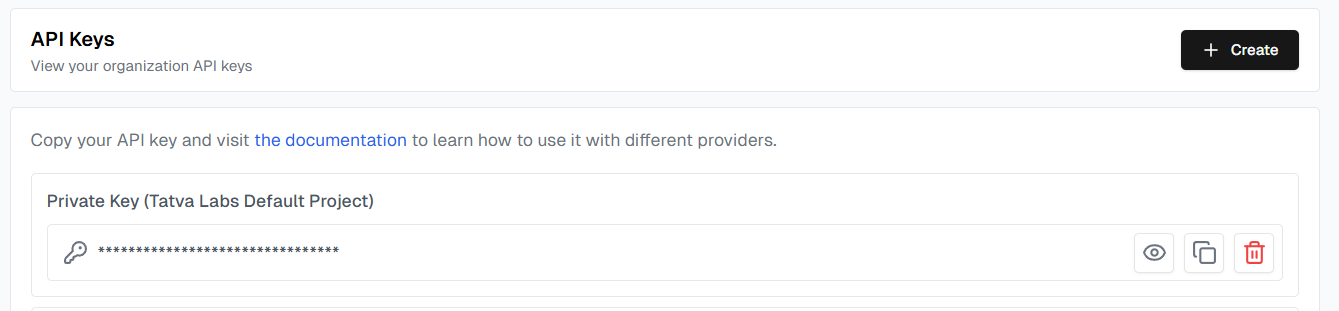 API Keys
View your organization API keys
+ Create
Copy your API key and visit the documentation to learn how to use it with different providers.
Private Key (Tatva Labs Default Project)
********************************